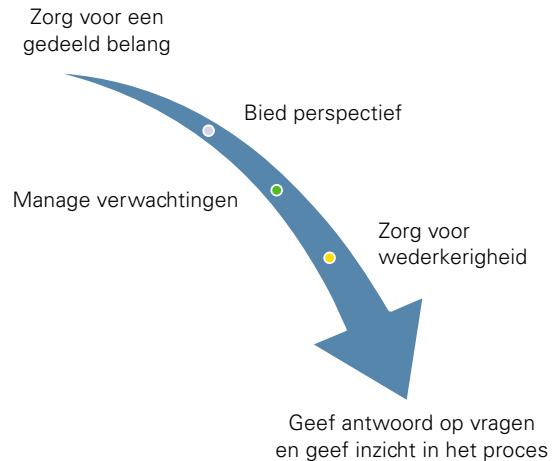 Zorg voor een
gedeeld belang
Bied perspectief
Manage verwachtingen
Zorg voor
wederkerigheid
Geef antwoord op vragen
en geef inzicht in het proces